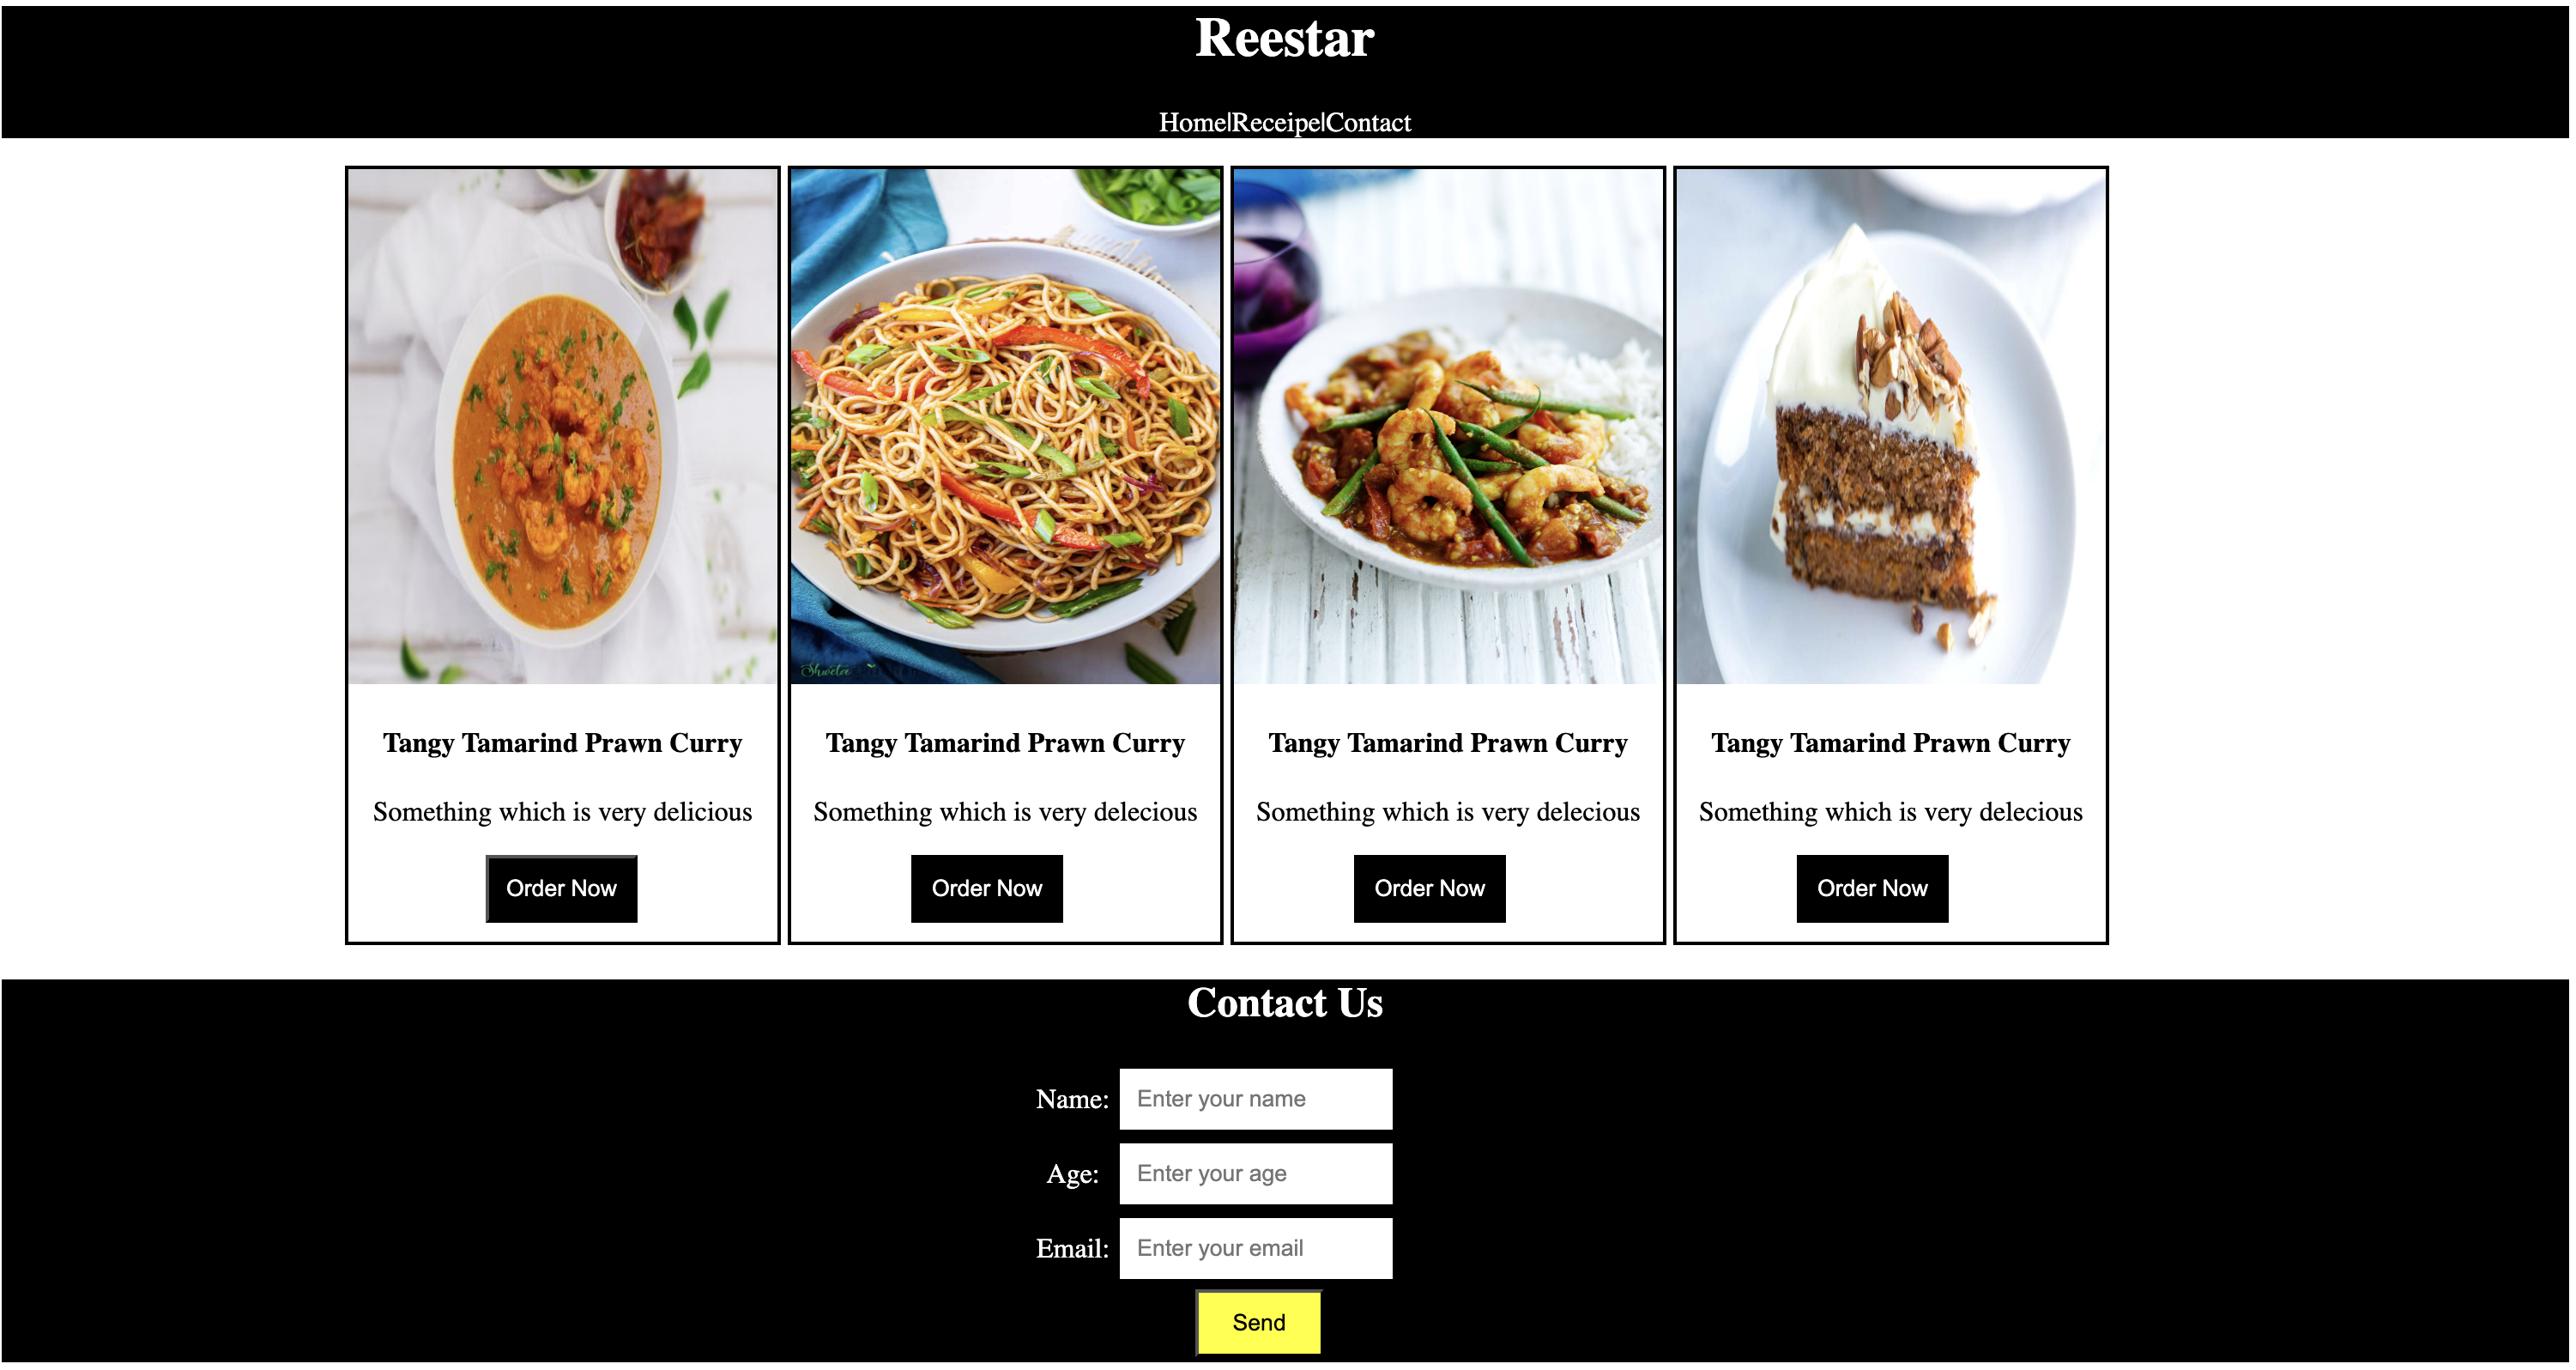 Reestar
Home|Receipe|Contact
Shweta
Tangy Tamarind Prawn Curry
Something which is very delicious
Order Now
Tangy Tamarind Prawn Curry
Something which is very delecious
Order Now
Tangy Tamarind Prawn Curry
Something which is very delecious
Order Now
Tangy Tamarind Prawn Curry
Something which is very delecious
Order Now
Contact Us
Name: Enter your name
Age: Enter your age
Email: Enter your email
Send